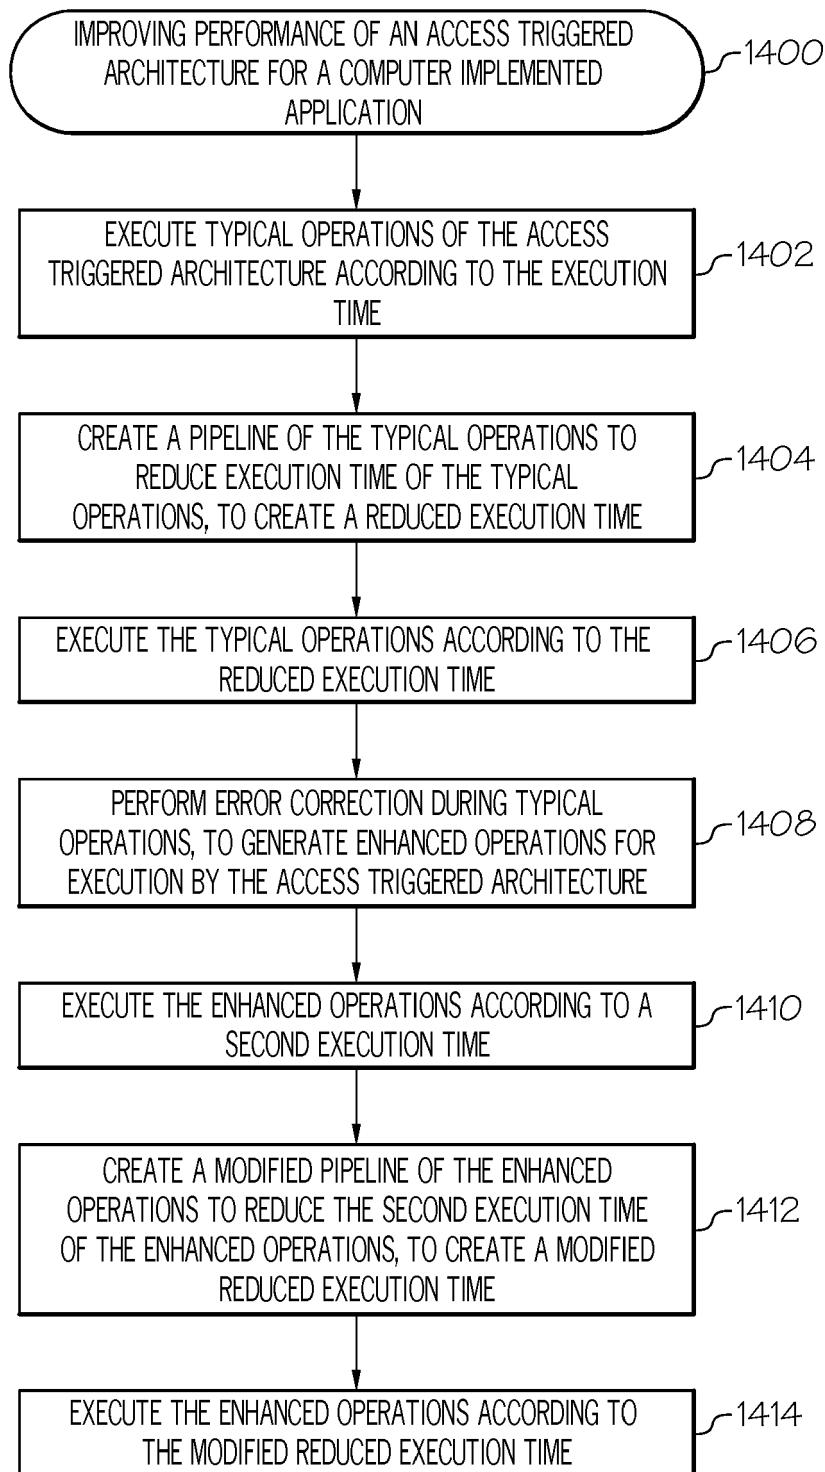 IMPROVING PERFORMANCE OF AN ACCESS TRIGGERED
ARCHITECTURE FOR A COMPUTER IMPLEMENTED
APPLICATION
1400
EXECUTE TYPICAL OPERATIONS OF THE ACCESS
TRIGGERED ARCHITECTURE ACCORDING TO THE EXECUTION
TIME
1402
CREATE A PIPELINE OF THE TYPICAL OPERATIONS TO
REDUCE EXECUTION TIME OF THE TYPICAL
OPERATIONS, TO CREATE A REDUCED EXECUTION TIME
1404
EXECUTE THE TYPICAL OPERATIONS ACCORDING TO THE
REDUCED EXECUTION TIME
1406
PERFORM ERROR CORRECTION DURING TYPICAL
OPERATIONS, TO GENERATE ENHANCED OPERATIONS FOR
EXECUTION BY THE ACCESS TRIGGERED ARCHITECTURE
1408
EXECUTE THE ENHANCED OPERATIONS ACCORDING TO A
SECOND EXECUTION TIME
1410
CREATE A MODIFIED PIPELINE OF THE ENHANCED
OPERATIONS TO REDUCE THE SECOND EXECUTION TIME
OF THE ENHANCED OPERATIONS, TO CREATE A MODIFIED
REDUCED EXECUTION TIME
1412
EXECUTE THE ENHANCED OPERATIONS ACCORDING TO
THE MODIFIED REDUCED EXECUTION TIME
1414